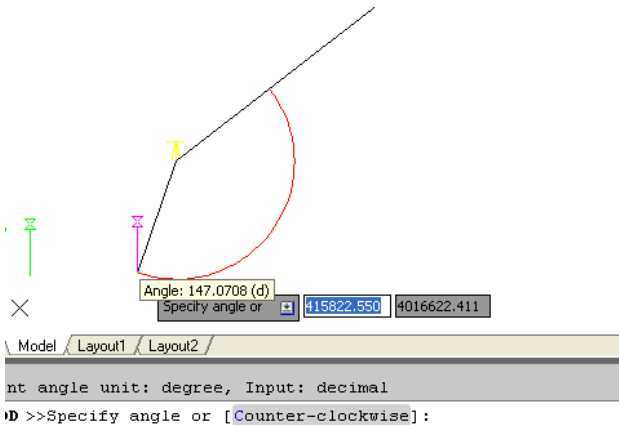 Angle: 147.0708 (d)
Specify angle or 415822.550 4016622.411
Model Layout1 Layout2
nt angle unit: degree, Input: decimal
DD >>Specify angle or [Counter-clockwise]: